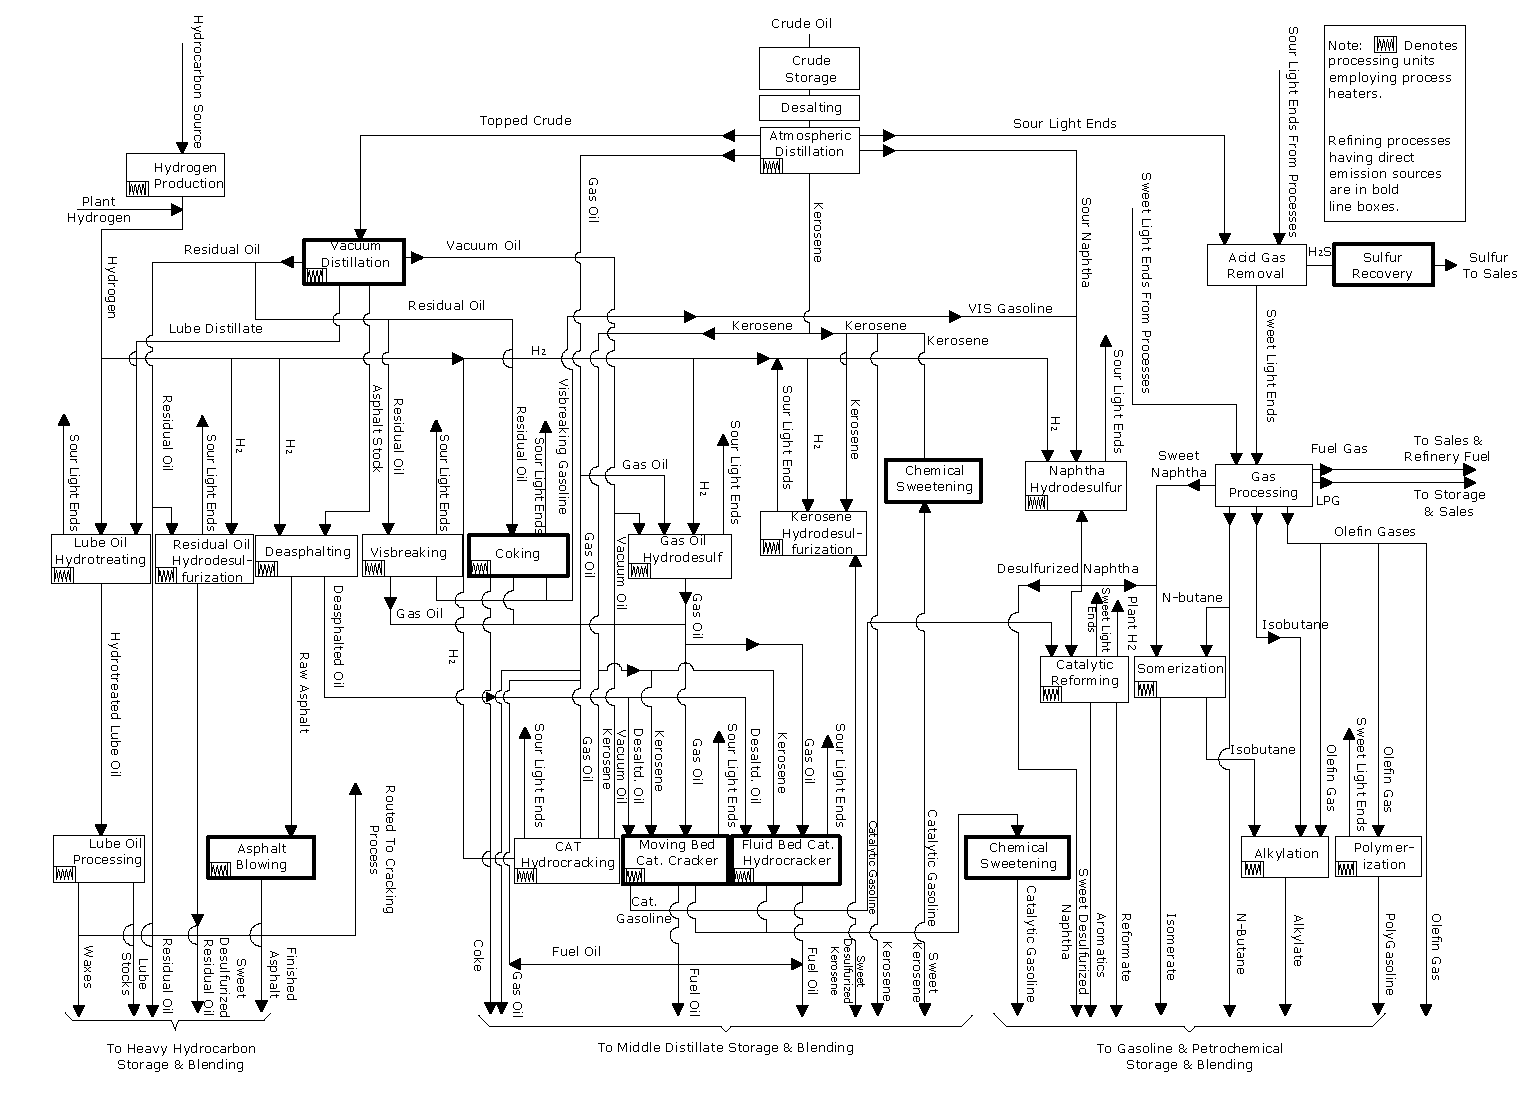 Crude Oil
Crude
Storage
Desalting
Atmospheric
Distillation
Topped Crude
Sour Light Ends
Hydrocarbon Source
Hydrogen
Production
Plant
Hydrogen
Hydrogen
Note: Denotes
processing units
employing process
heaters.
Refining processes
having direct
emission sources
are in bold
line boxes.
Sour Light Ends From Processes
Sweet Light Ends From Processes
Gas Oil
Kerosene
Sour Naphtha
Residual Oil
Vacuum
Distillation
Vacuum Oil
Acid Gas
Removal
H2S
Sulfur
Recovery
Sulfur
To Sales
Residual Oil
Lube Distillate
VIS Gasoline
Kerosene
Kerosene
Kerosene
H2
Sweet Light Ends
Sour Light Ends
Residual Oil
Sour Light Ends
H2
H2
Asphalt Stock
Residual Oil
Sour Light Ends
Residual Oil
Sour Light Ends
Visbreaking Gasoline
Gas Oil
H2
Sour Light Ends
Sour Light Ends
H2
Kerosene
H2
Sour Light Ends
Chemical
Sweetening
Naphtha
Hydrodesulfur
Sweet
Naphtha
Gas
Processing
Fuel Gas
To Sales &
Refinery Fuel
LPG
To Storage
& Sales
Olefin Gases
Lube Oil
Hydrotreating
Residual Oil
Hydrodesul-
furization
Deasphalting
Visbreaking
Coking
Gas Oil
Vacuum Oil
Gas Oil
Hydrodesulf
Kerosene
Hydrodesul-
furization
Desulfurized Naphtha
N-butane
Isobutane
Gas Oil
Gas Oil
H2
Sweet Light
Ends
Plant H2
Catalytic
Reforming
Somerization
Hydrotreated Lube Oil
Raw Asphalt
Deasphalted Oil
Sour Light Ends
Gas Oil
Kerosene
Vacuum Oil
Desaltd. Oil
Kerosene
Gas Oil
Sour Light Ends
Desaltd. Oil
Kerosene
Gas Oil
Sour Light Ends
Isobutane
Olefin Gas
Sweet Light Ends
Olefin Gas
Routed To Cracking
Process
Lube Oil
Processing
Asphalt
Blowing
CAT
Hydrocracking
Moving Bed
Cat. Cracker
Fluid Bed Cat.
Hydrocracker
Catalytic Gasoline
Catalytic Gasoline
Chemical
Sweetening
Alkylation
Polymer-
ization
Cat.
Gasoline
Fuel Oil
Waxes
Lube
Stocks
Residual Oil
Desulfurized
Residual Oil
Sweet
Finished
Asphalt
Coke
Gas Oil
Fuel Oil
Fuel Oil
Sweet
Desulfurized
Kerosene
Kerosene
Sweet
Kerosene
Catalytic Gasoline
Sweet Desulfurized
Naphtha
Aromatics
Reformate
Isomerate
N-Butane
Alkylate
PolyGasoline
Olefin Gas
To Heavy Hydrocarbon
Storage & Blending
To Middle Distillate Storage & Blending
To Gasoline & Petrochemical
Storage & Blending